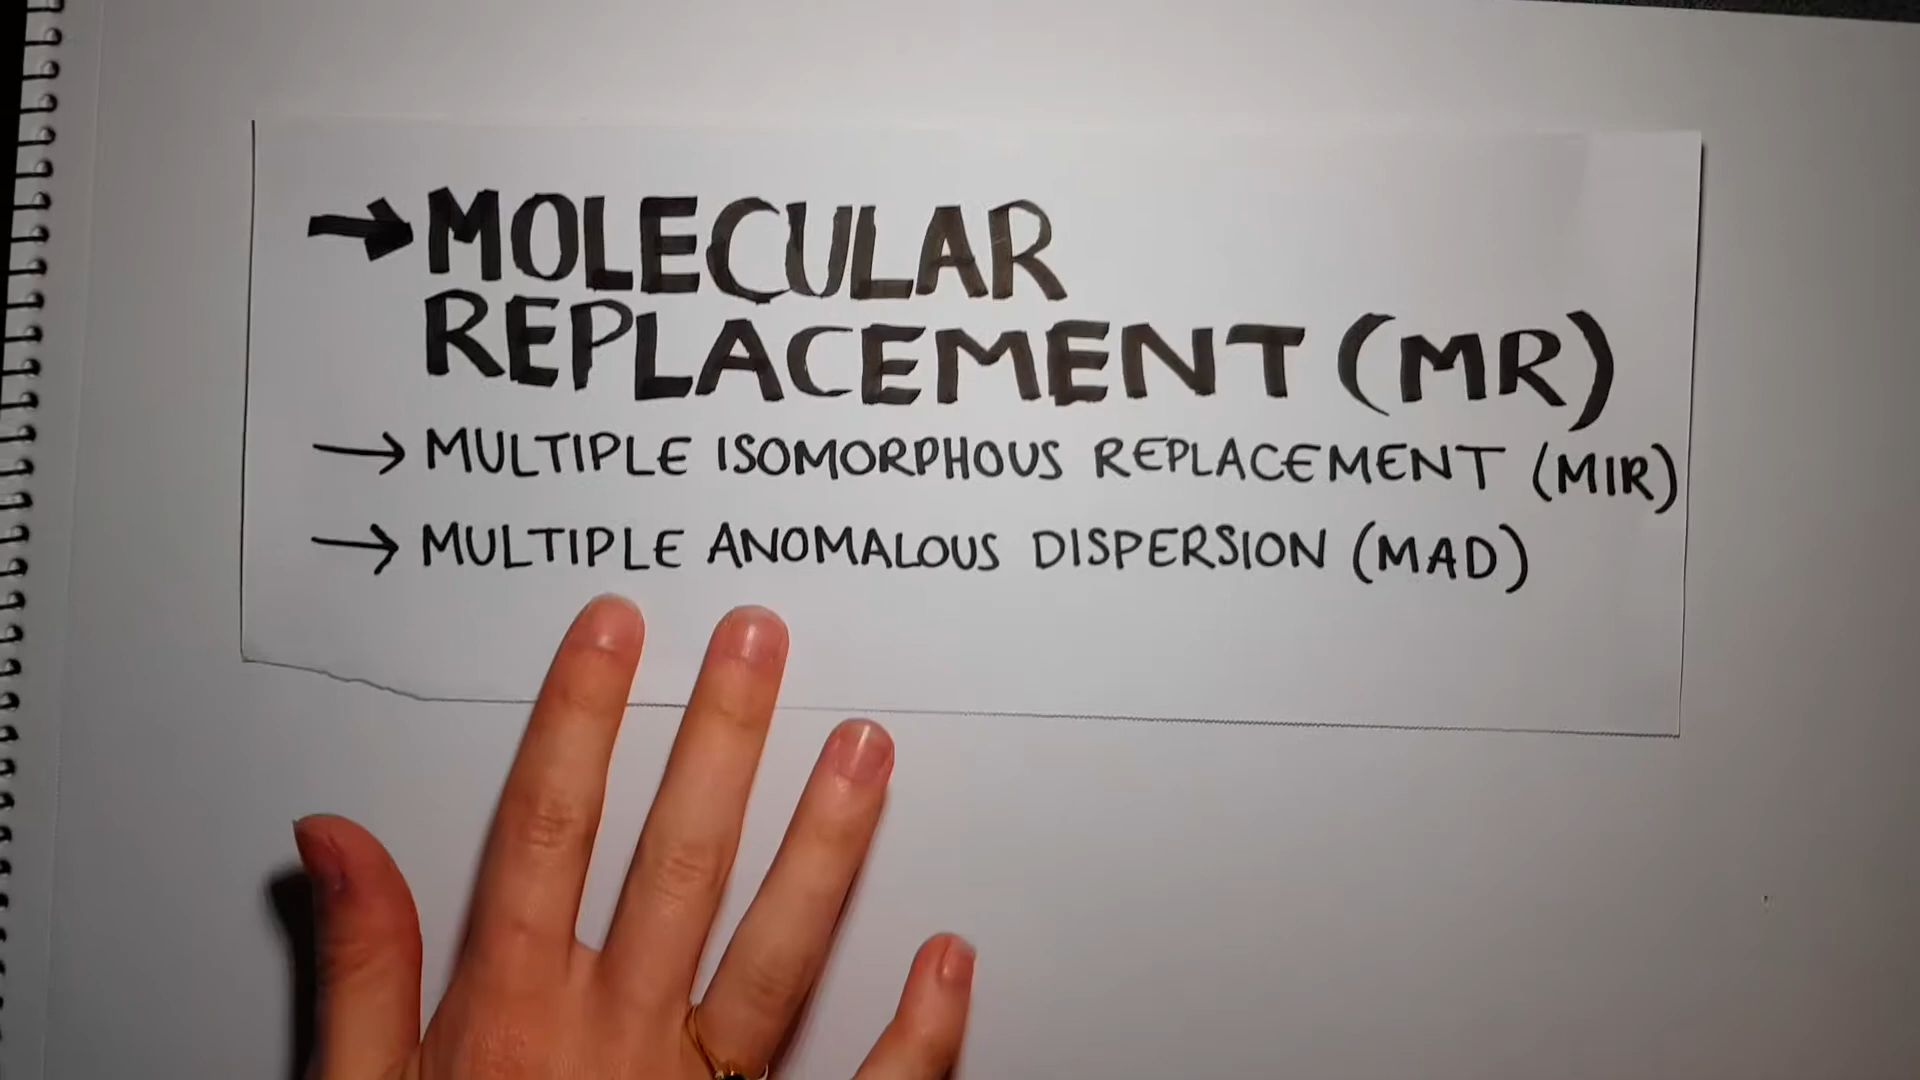 → MOLECULAR
REPLACEMENT (MR)
→ MULTIPLE ISOMORPHOUS REPLACEMENT (MIR)
→ MULTIPLE ANOMALOUS DISPERSION (MAD)